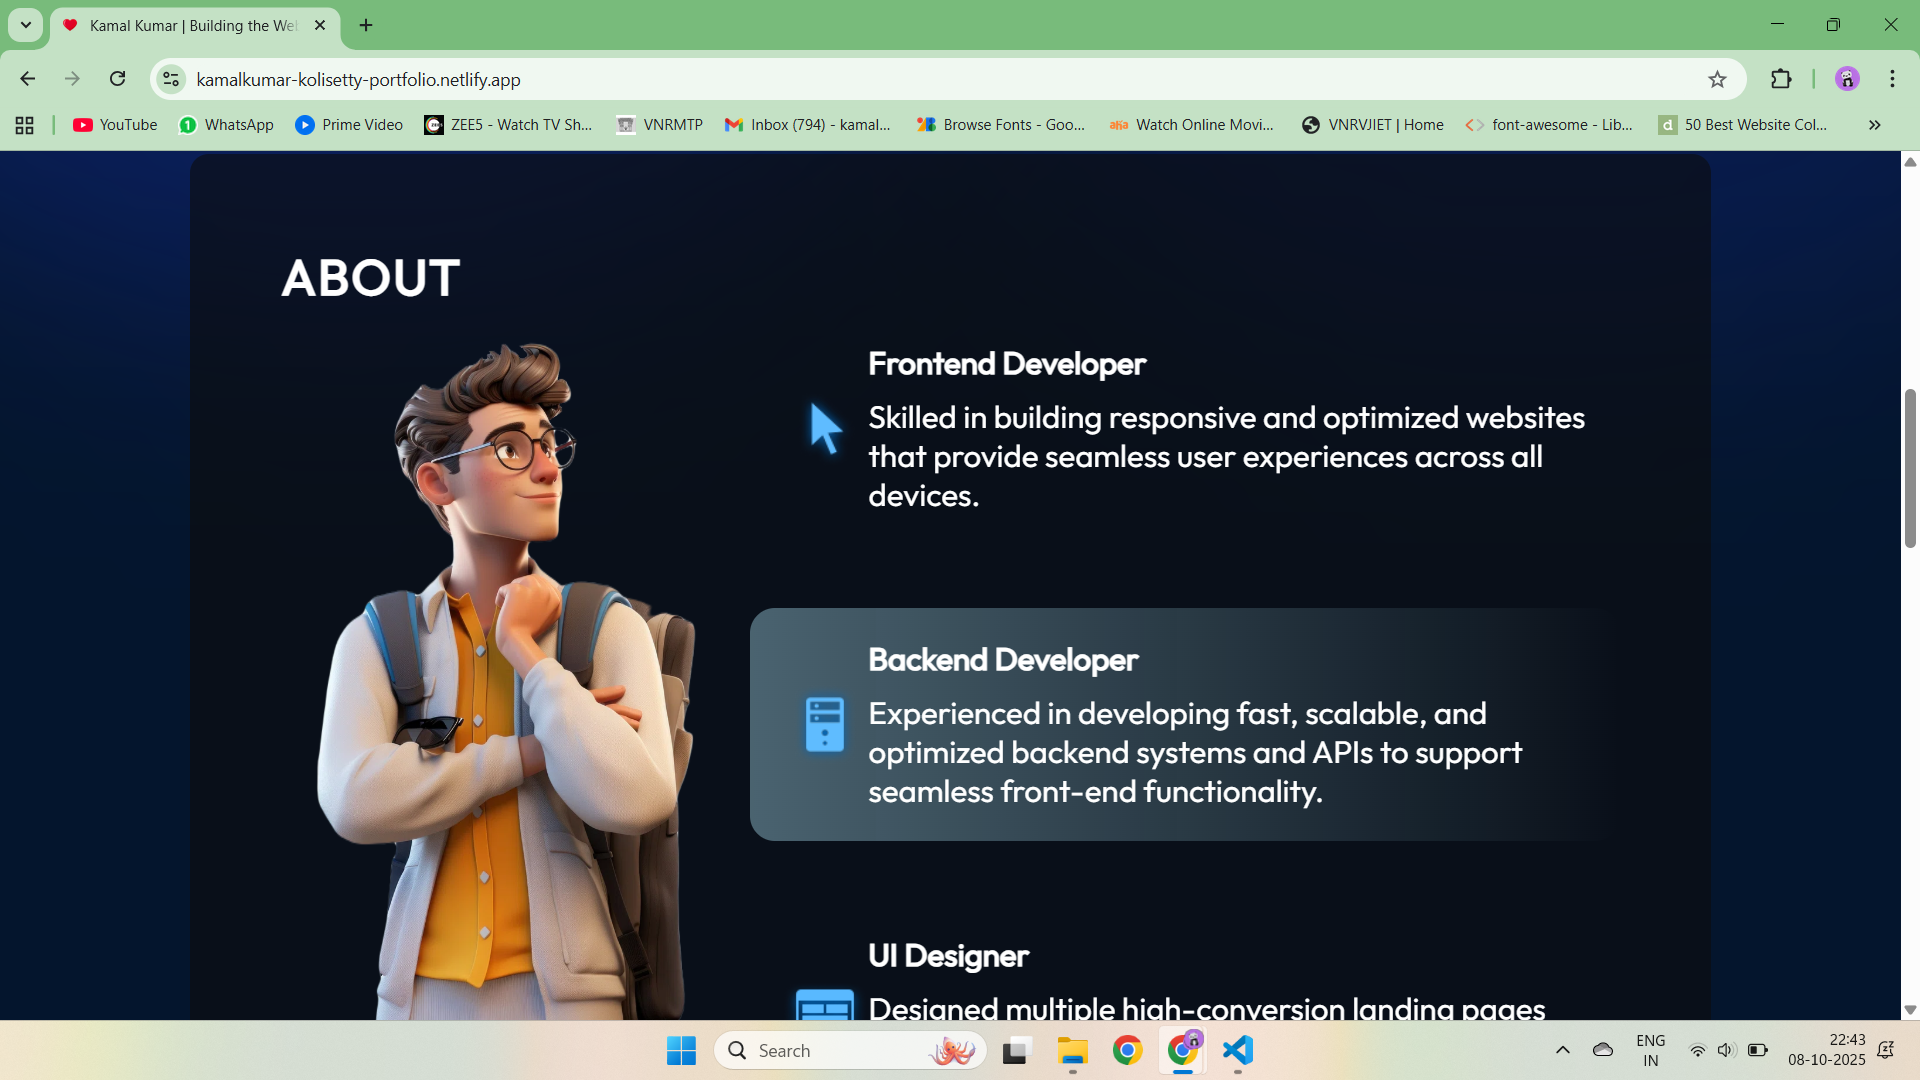 Kamal Kumar | Building the We
kamalkumar-kolisetty-portfolio.netlify.app
YouTube
WhatsApp
Prime Video
ZEE5 - Watch TV Sh...
VNRMTP
Inbox (794) - kamal...
Browse Fonts - Goo...
aha
Watch Online Movi...
VNRVJIET | Home
font-awesome - Lib...
d
50 Best Website Col...
ABOUT
Frontend Developer
Skilled in building responsive and optimized websites
that provide seamless user experiences across all
devices.
Backend Developer
Experienced in developing fast, scalable, and
optimized backend systems and APIs to support
seamless front-end functionality.
UI Designer
Designed multiple high-conversion landing pages
Search
ENG
IN
22:43
08-10-2025